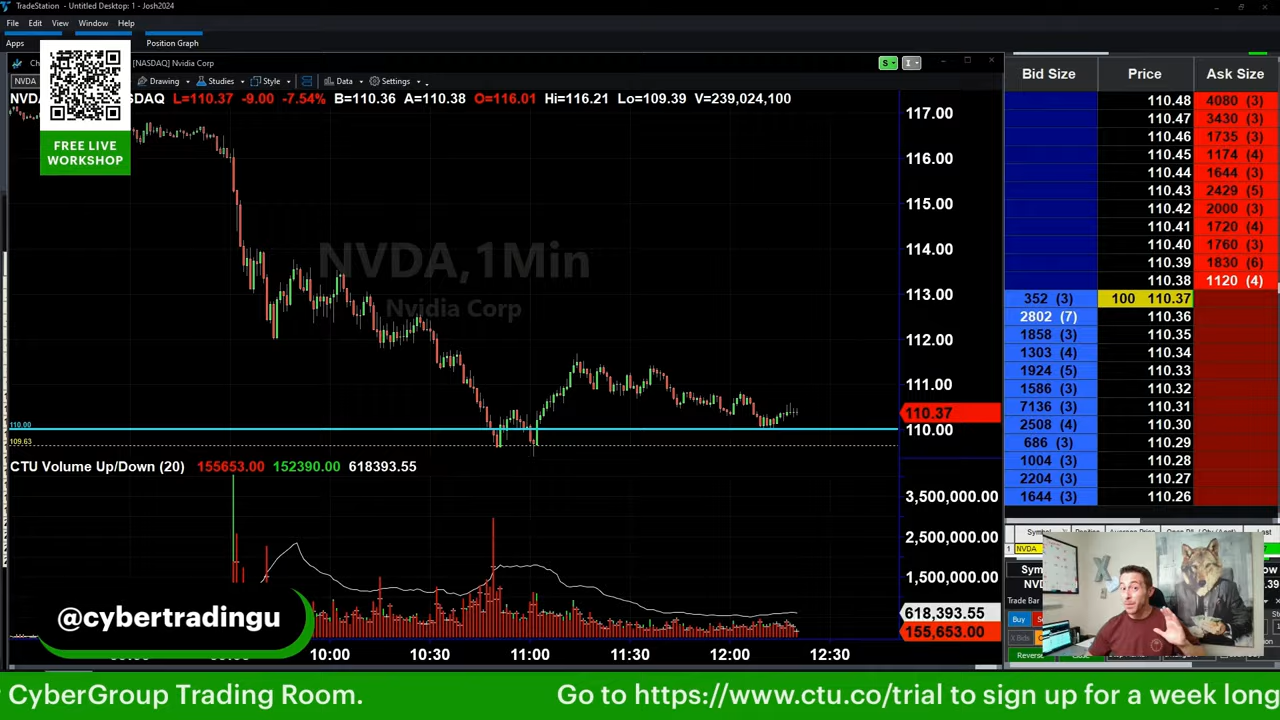 TradeStation - Untitled Desktop: 1 - Josh2024
File Edit View Window Help
Apps
Position Graph
[NASDAQ] Nvidia Corp
NVDA
Drawing
Studies
Style
Data
Settings
L=110.37 -9.00 -7.54% B=110.36 A=110.38 O=116.01 Hi=116.21 Lo=109.39 V=239,024,100
FREE LIVE
WORKSHOP
NVDA,1Min
Nvidia Corp
117.00
116.00
115.00
114.00
113.00
112.00
111.00
110.37
110.00
110.00
109.63
CTU Volume Up/Down (20) 155653.00 152390.00 618393.55
3,500,000.00
2,500,000.00
1,500,000.00
618,393.55
155,653.00
@cybertradingu
10:00 10:30 11:00 11:30 12:00 12:30
Bid Size Price Ask Size
110.48 4080 (3)
110.47 3430 (3)
110.46 1735 (3)
110.45 1174 (4)
110.44 1644 (3)
110.43 2429 (5)
110.42 2000 (3)
110.41 1720 (4)
110.40 1760 (3)
110.39 1830 (6)
110.38 1120 (4)
352 (3) 100 110.37
2802 (7) 110.36
1858 (3) 110.35
1303 (4) 110.34
1924 (5) 110.33
1586 (3) 110.32
7136 (3) 110.31
2508 (4) 110.30
686 (3) 110.29
1004 (3) 110.28
2204 (3) 110.27
1644 (3) 110.26
1 NVDA
Trade Bar
Buy
Reverse
CyberGroup Trading Room.
Go to https://www.ctu.co/trial to sign up for a week long